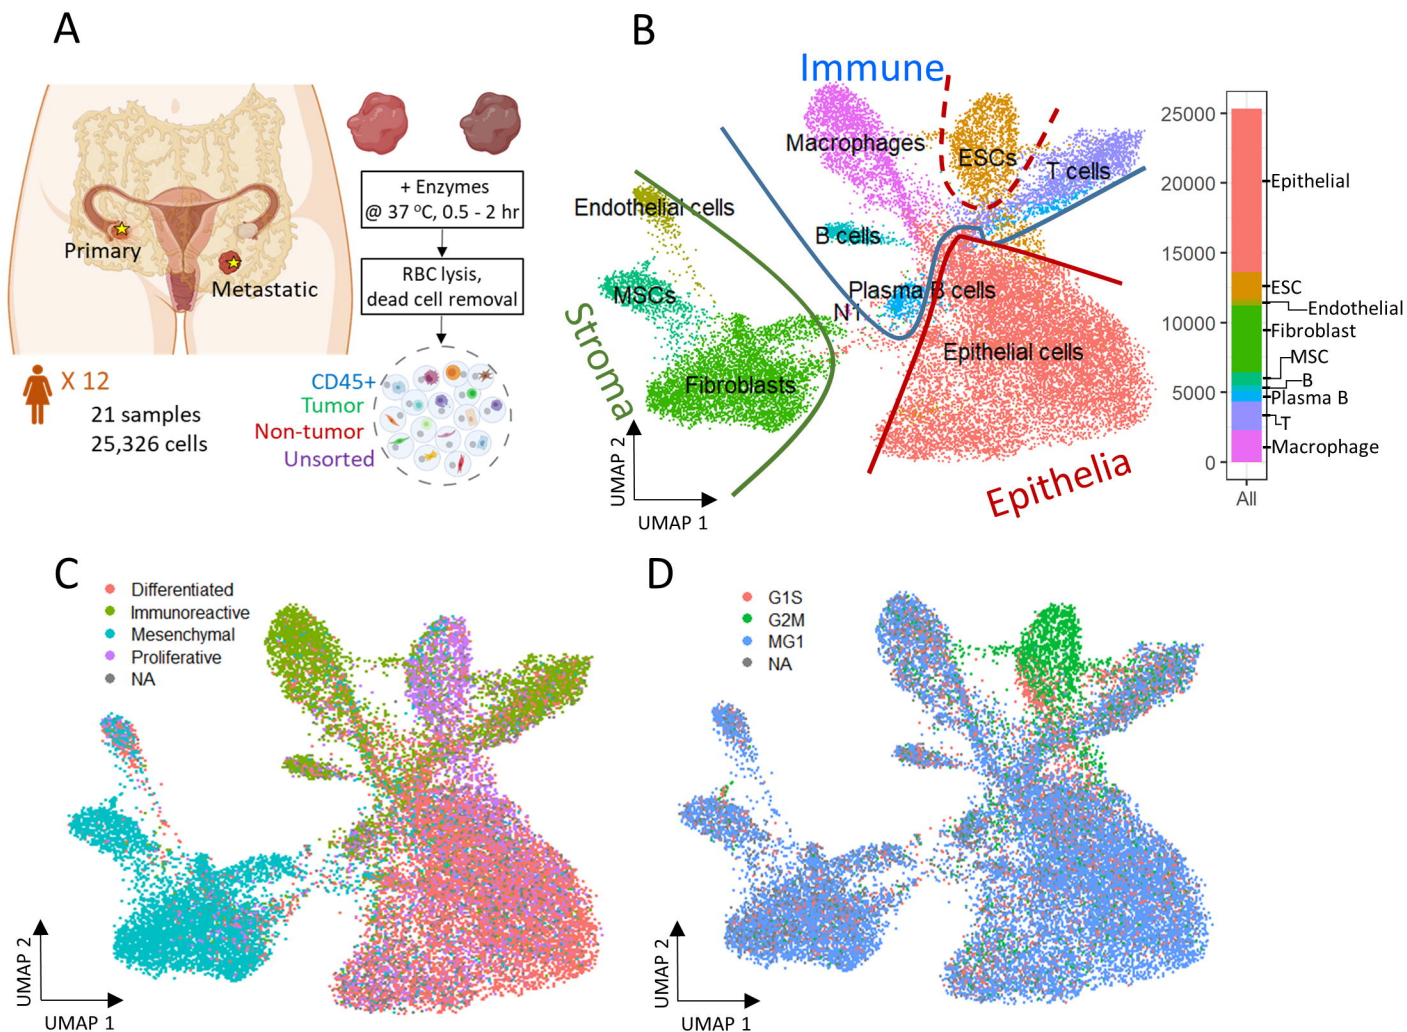 A
Primary
Metastatic
+ Enzymes
@ 37 °C, 0.5 - 2 hr
RBC lysis,
dead cell removal
X 12
21 samples
25,326 cells
CD45+
Tumor
Non-tumor
Unsorted
B
Immune
Macrophages
ESCs
T cells
Endothelial cells
B cells
MSCs
Plasma B cells
Epithelial cells
Fibroblasts
Stroma
Epithelia
UMAP 2
UMAP 1
25000
20000
15000
10000
5000
0
All
Epithelial
ESC
Endothelial
Fibroblast
MSC
B
Plasma B
T
Macrophage
C
Differentiated
Immunoreactive
Mesenchymal
Proliferative
NA
UMAP 2
UMAP 1
D
G1S
G2M
MG1
NA
UMAP 2
UMAP 1